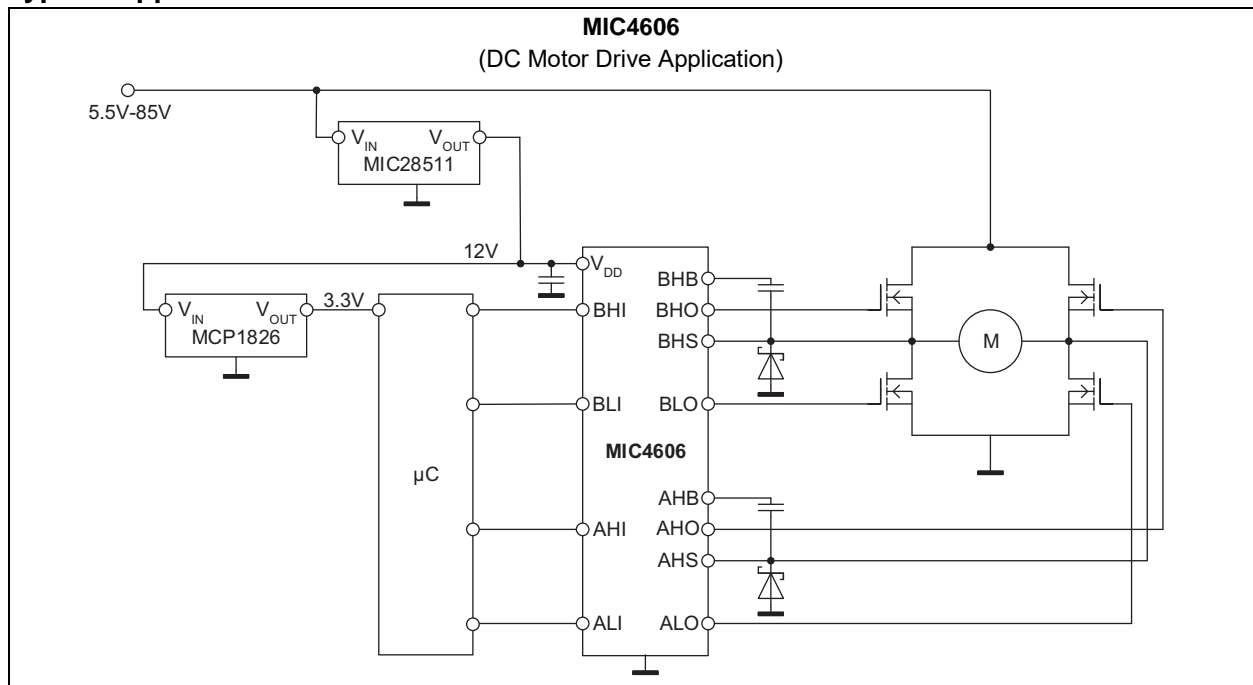 MIC4606
(DC Motor Drive Application)
5.5V-85V
VIN VOUT
MIC28511
12V
VDD
VIN VOUT
MCP1826
3.3V
µC
BHI
BLI
MIC4606
AHI
ALI
BHB
BHO
BHS
BLO
AHB
AHO
AHS
ALO
M